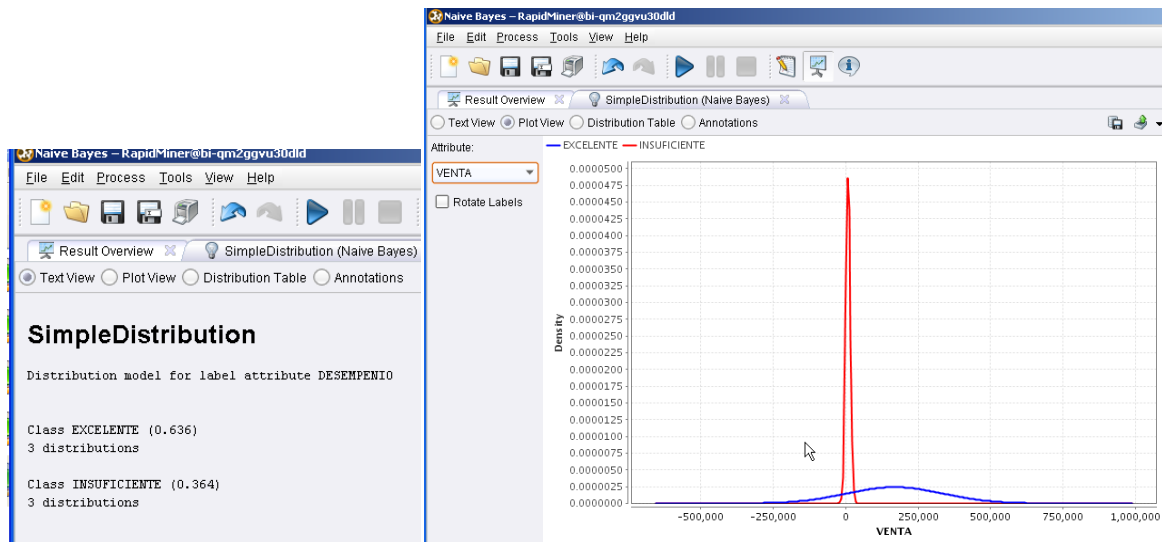 Naive Bayes – RapidMiner@bi-qm2ggvu30dld
File Edit Process Tools View Help
Result Overview SimpleDistribution (Naive Bayes)
Text View Plot View Distribution Table Annotations
SimpleDistribution
Distribution model for label attribute DESEMPENIO
Class EXCELENTE (0.636)
3 distributions
Class INSUFICIENTE (0.364)
3 distributions
Naive Bayes – RapidMiner@bi-qm2ggvu30dld
File Edit Process Tools View Help
Result Overview SimpleDistribution (Naive Bayes)
Text View Plot View Distribution Table Annotations
Attribute:
VENTA
Rotate Labels
EXCELENTE INSUFICIENTE
0.0000500
0.0000475
0.0000450
0.0000425
0.0000400
0.0000375
0.0000350
0.0000325
0.0000300
0.0000275
0.0000250
0.0000225
0.0000200
0.0000175
0.0000150
0.0000125
0.0000100
0.0000075
0.0000050
0.0000025
0.0000000
Density
-500,000 -250,000 0 250,000 500,000 750,000 1,000,000
VENTA